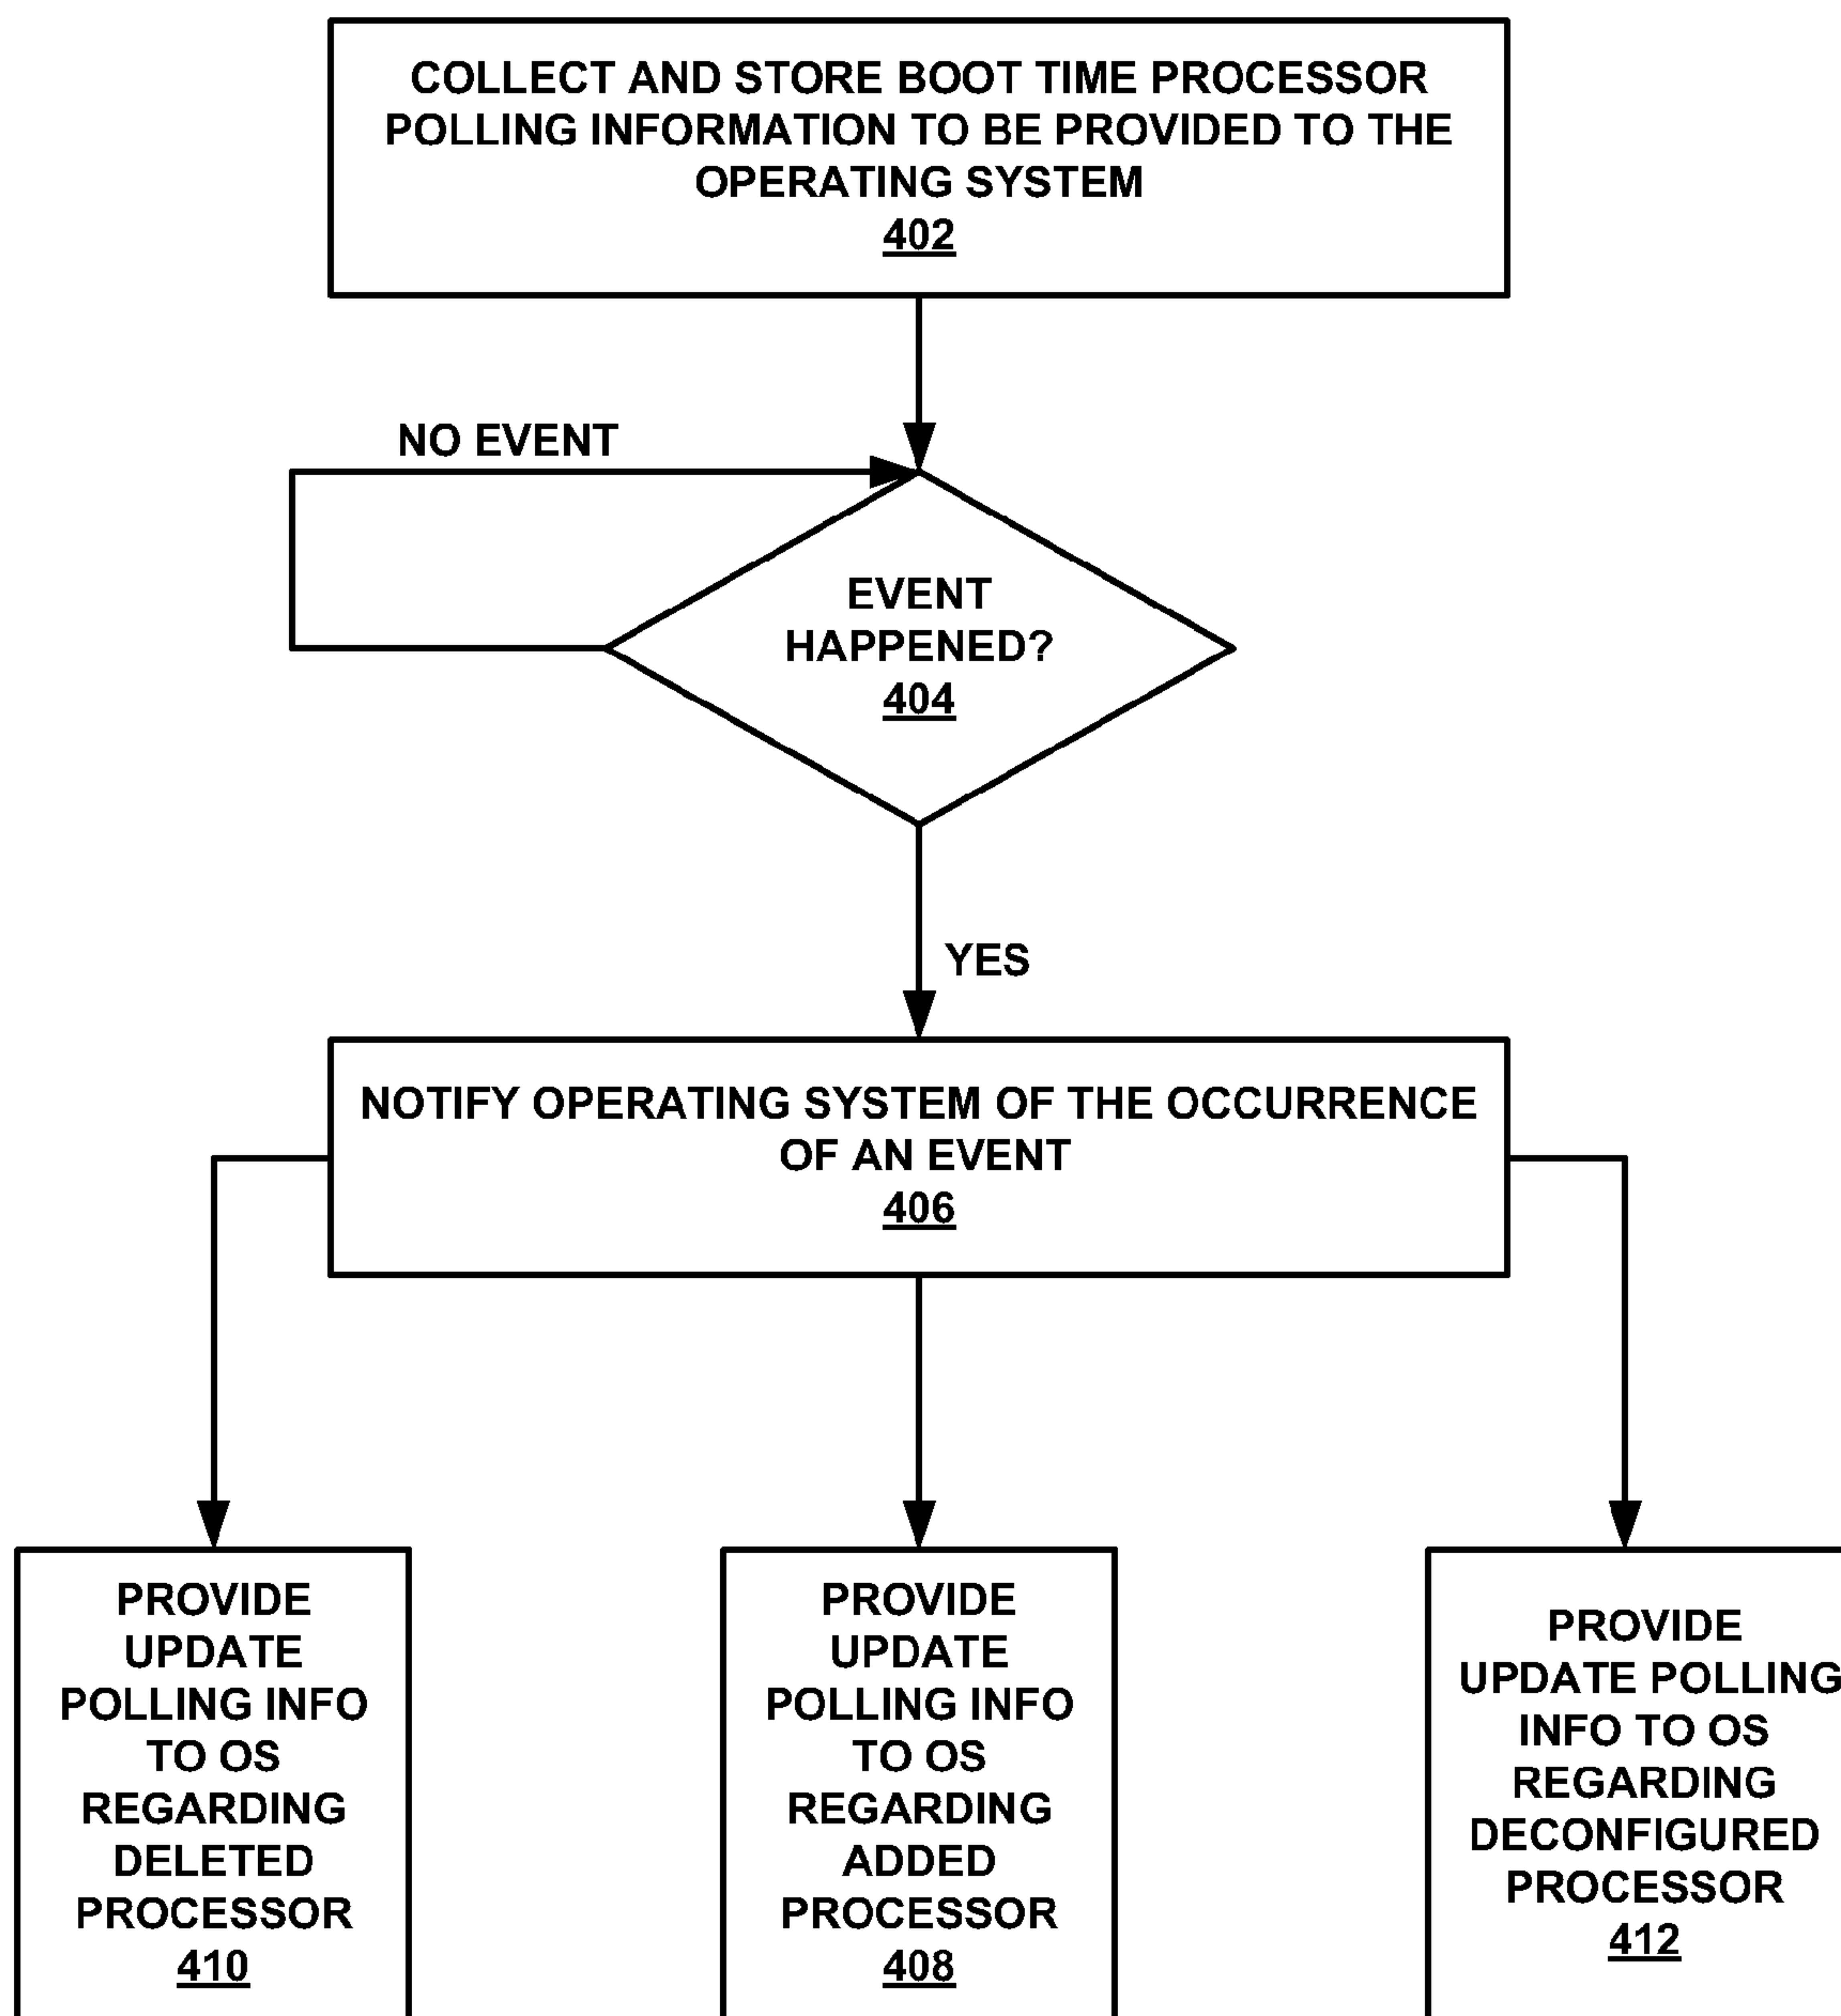 COLLECT AND STORE BOOT TIME PROCESSOR
POLLING INFORMATION TO BE PROVIDED TO THE
OPERATING SYSTEM
402
NO EVENT
EVENT
HAPPENED?
404
YES
NOTIFY OPERATING SYSTEM OF THE OCCURRENCE
OF AN EVENT
406
PROVIDE
UPDATE
POLLING INFO
TO OS
REGARDING
DELETED
PROCESSOR
410
PROVIDE
UPDATE
POLLING INFO
TO OS
REGARDING
ADDED
PROCESSOR
408
PROVIDE
UPDATE POLLING
INFO TO OS
REGARDING
DECONFIGURED
PROCESSOR
412